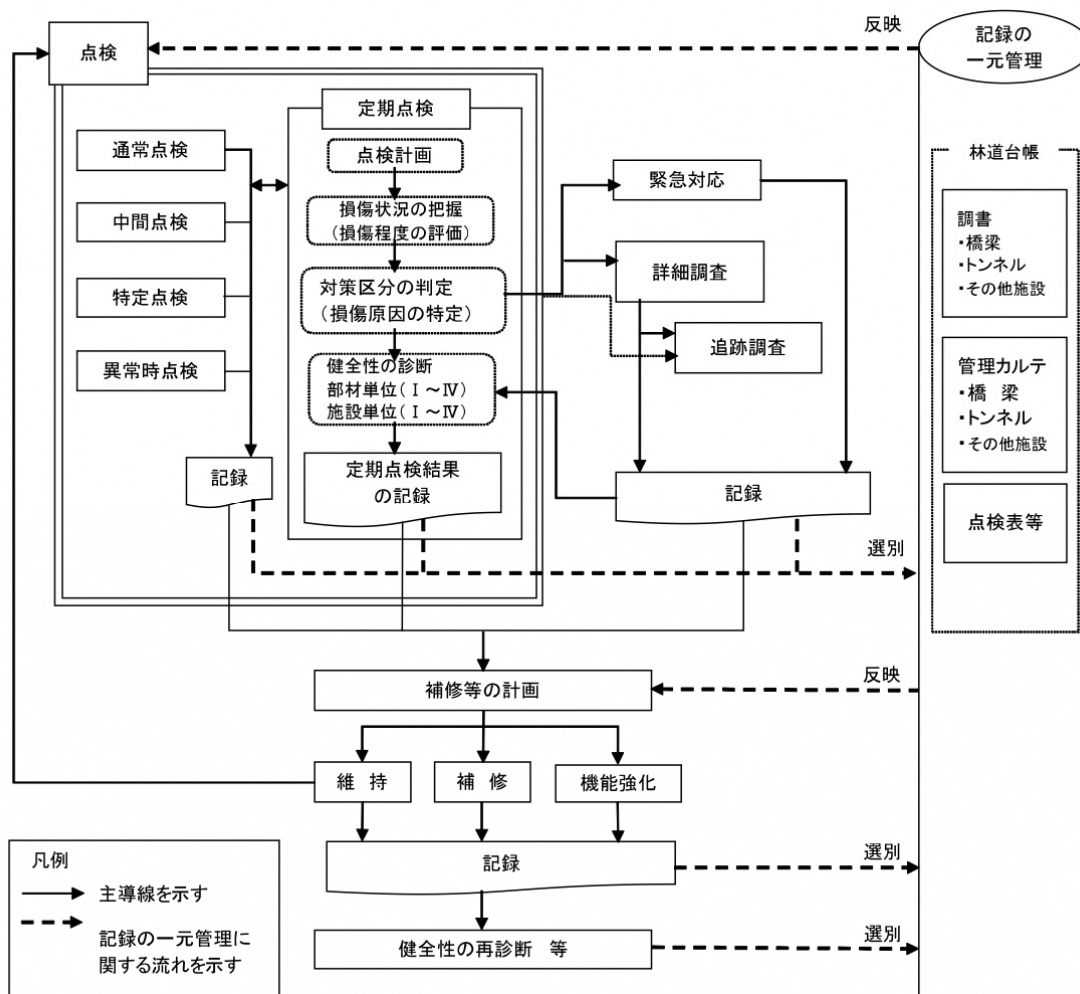 点検
反映
記録の
一元管理
定期点検
通常点検
中間点検
特定点検
異常時点検
記録
点検計画
損傷状況の把握
(損傷程度の評価)
対策区分の判定
(損傷原因の特定)
健全性の診断
部材単位(Ⅰ～Ⅳ)
施設単位(Ⅰ～Ⅳ)
定期点検結果
の記録
緊急対応
詳細調査
追跡調査
記録
選別
林道台帳
調書
・橋梁
・トンネル
・その他施設
管理カルテ
・橋　梁
・トンネル
・その他施設
点検表等
補修等の計画
反映
維　持
補　修
機能強化
記録
選別
健全性の再診断　等
選別
凡例
主導線を示す
記録の一元管理に
関する流れを示す